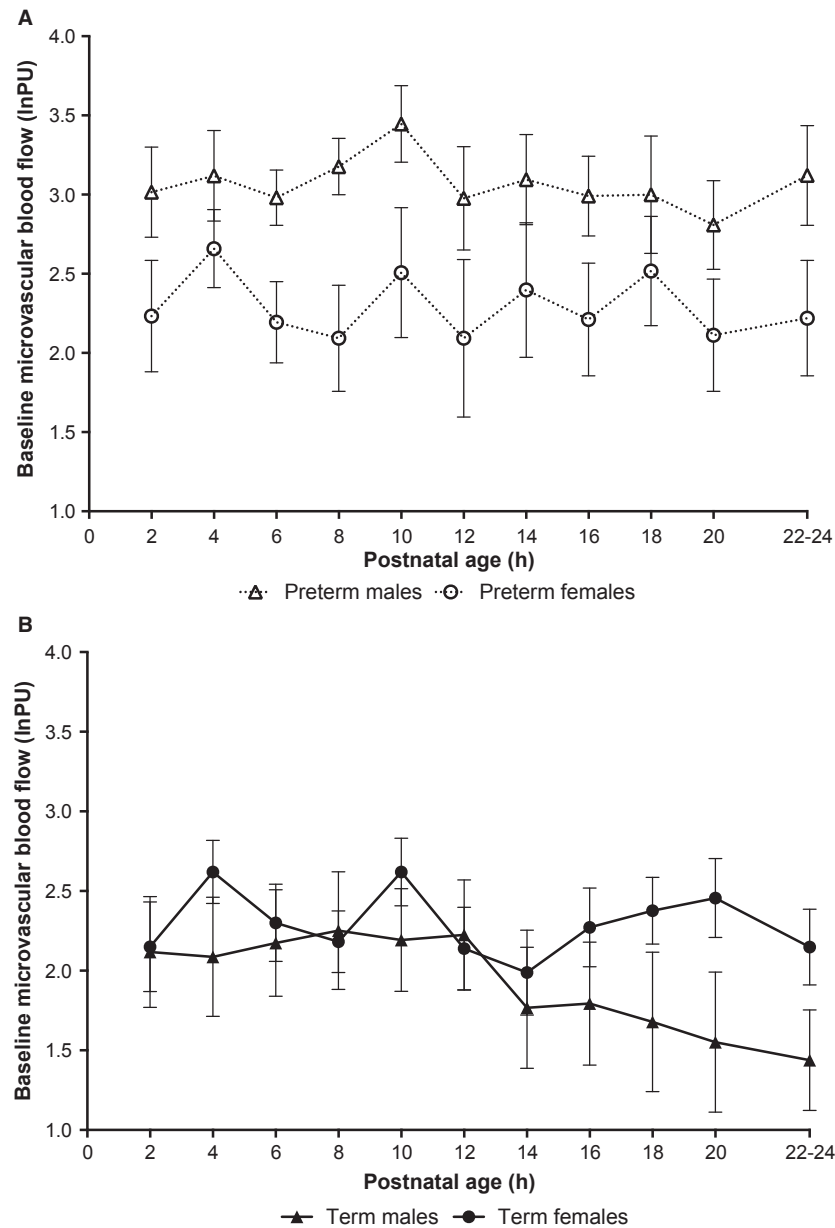 A
Baseline microvascular blood flow (lnPU)
4.0
3.5
3.0
2.5
2.0
1.5
1.0
0 2 4 6 8 10 12 14 16 18 20 22-24
Postnatal age (h)
Preterm males Preterm females
B
Baseline microvascular blood flow (lnPU)
4.0
3.5
3.0
2.5
2.0
1.5
1.0
0 2 4 6 8 10 12 14 16 18 20 22-24
Postnatal age (h)
Term males Term females